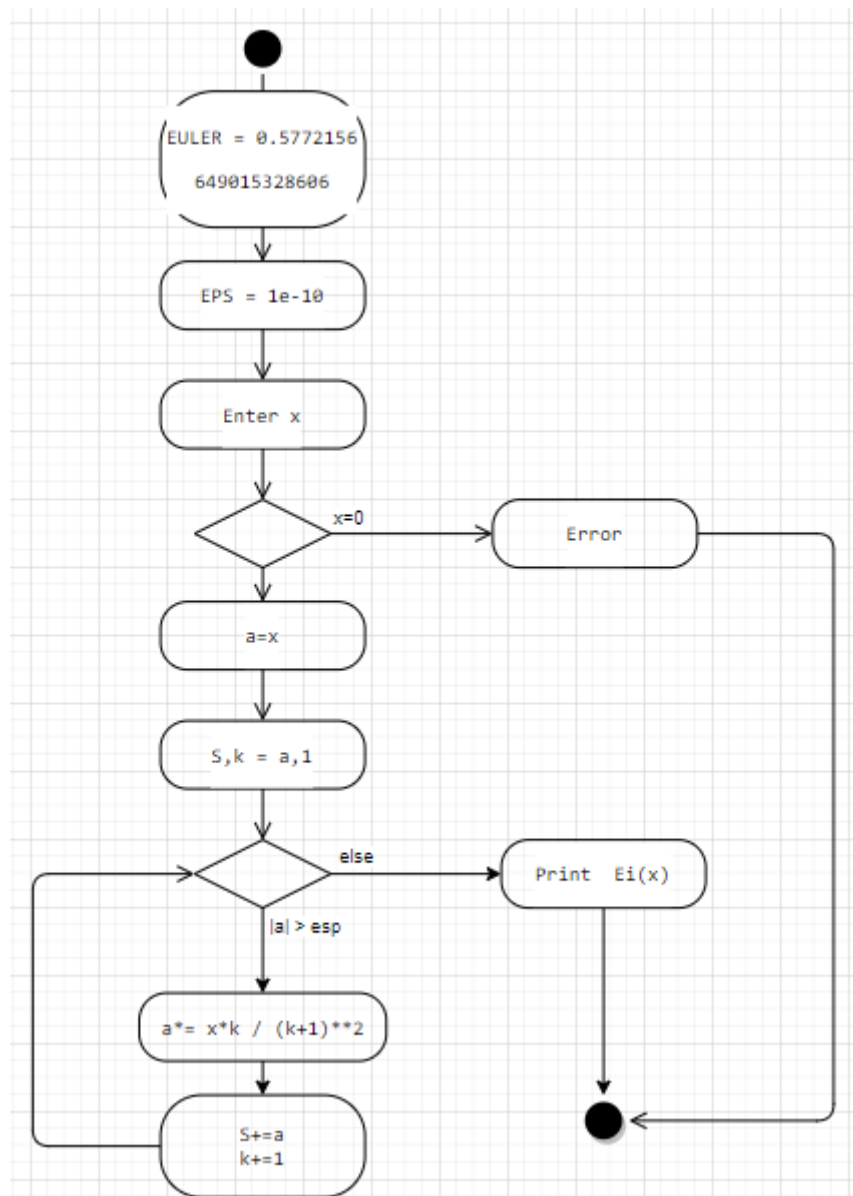 EULER = 0.5772156
649015328606
EPS = 1e-10
Enter x
x=0
Error
a=x
S,k = a,1
else
Print Ei(x)
|a| > esp
a*= x*k / (k+1)**2
S+=a
k+=1